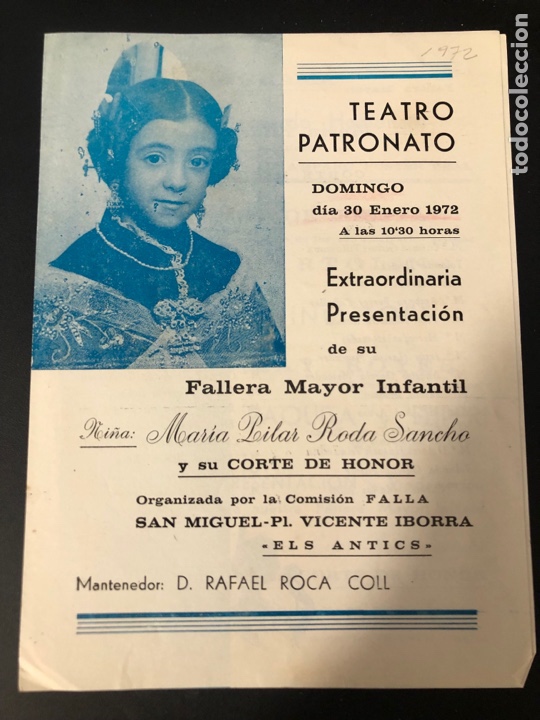 1972
TEATRO
PATRONATO
DOMINGO
día 30 Enero 1972
A las 10'30 horas
Extraordinaria
Presentación
de su
Fallera Mayor Infantil
Niña: María Pilar Roda Sancho
y su CORTE DE HONOR
Organizada por la Comisión FALLA
SAN MIGUEL-Pl. VICENTE IBORRA
«ELS ANTICS»
Mantenedor: D. RAFAEL ROCA COLL
todocoleccion